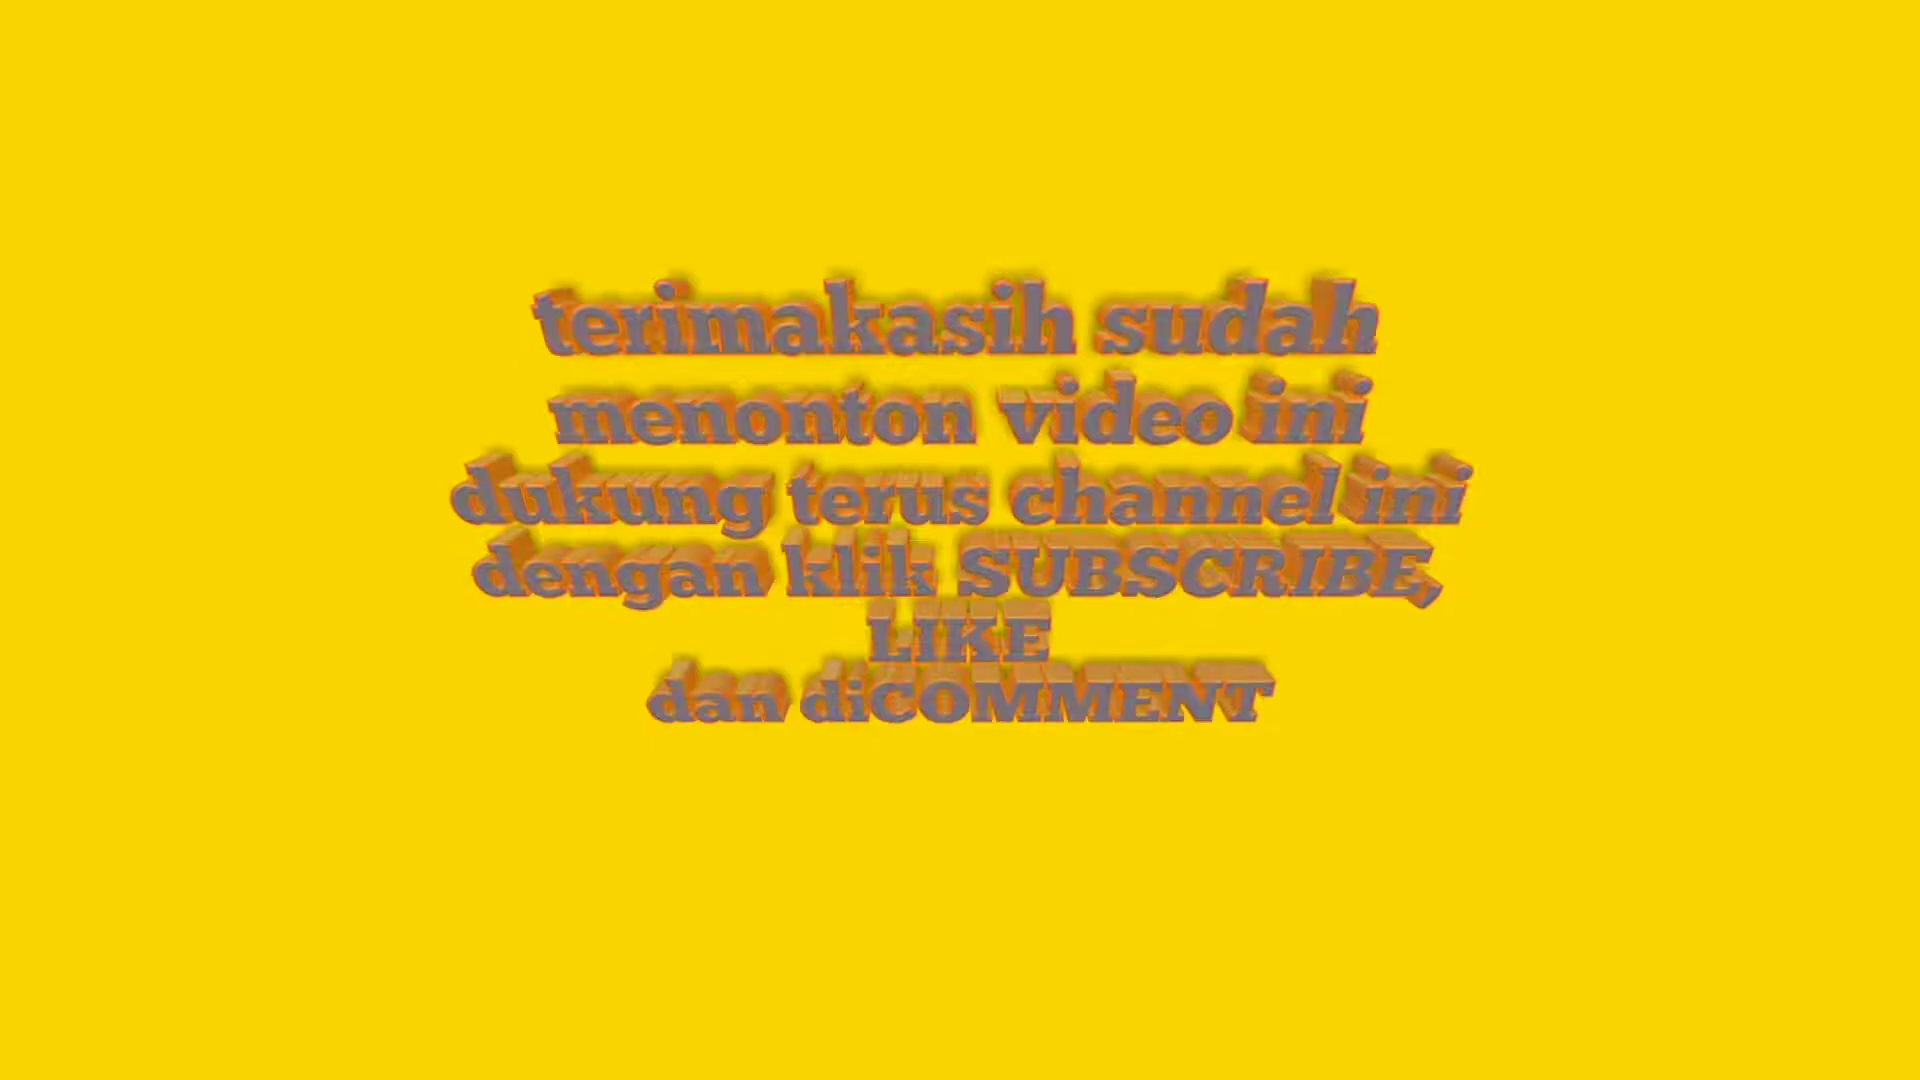 terimakasih sudah
menonton video ini
dukung terus channel ini
dengan klik SUBSCRIBE,
LIKE
dan diCOMMENT